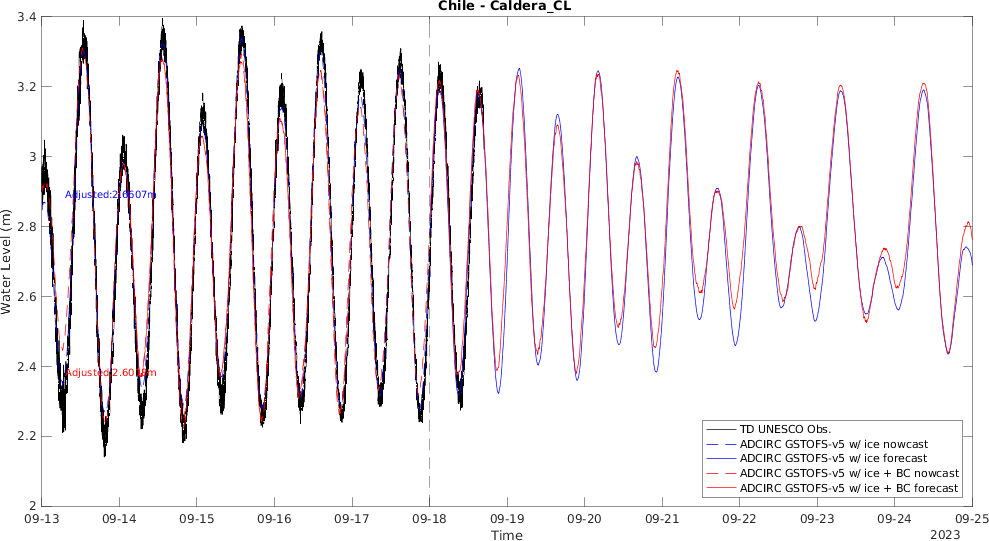 Chile - Caldera_CL
3.4
3.2
3
2.8
2.6
2.4
2.2
2
Water Level (m)
Adjusted:2.6507m
TD UNESCO Obs.
ADCIRC GSTOFS-v5 w/ ice nowcast
ADCIRC GSTOFS-v5 w/ ice forecast
ADCIRC GSTOFS-v5 w/ ice + BC nowcast
ADCIRC GSTOFS-v5 w/ ice + BC forecast
09-13 09-14 09-15 09-16 09-17 09-18 09-19 09-20 09-21 09-22 09-23 09-24 09-25
Time
2023